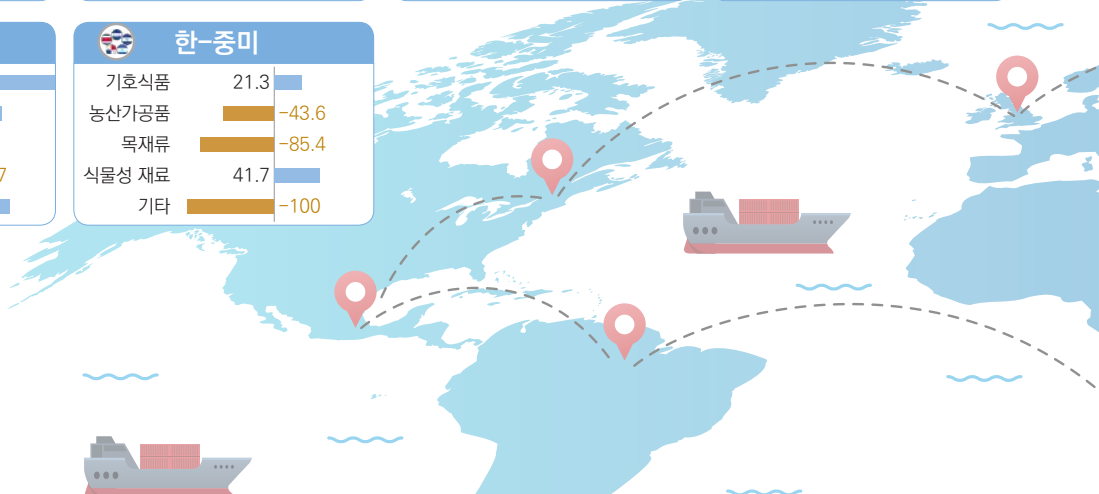 한-중미
기호식품 21.3
농산가공품 -43.6
목재류 -85.4
식물성 재료 41.7
7
기타 -100